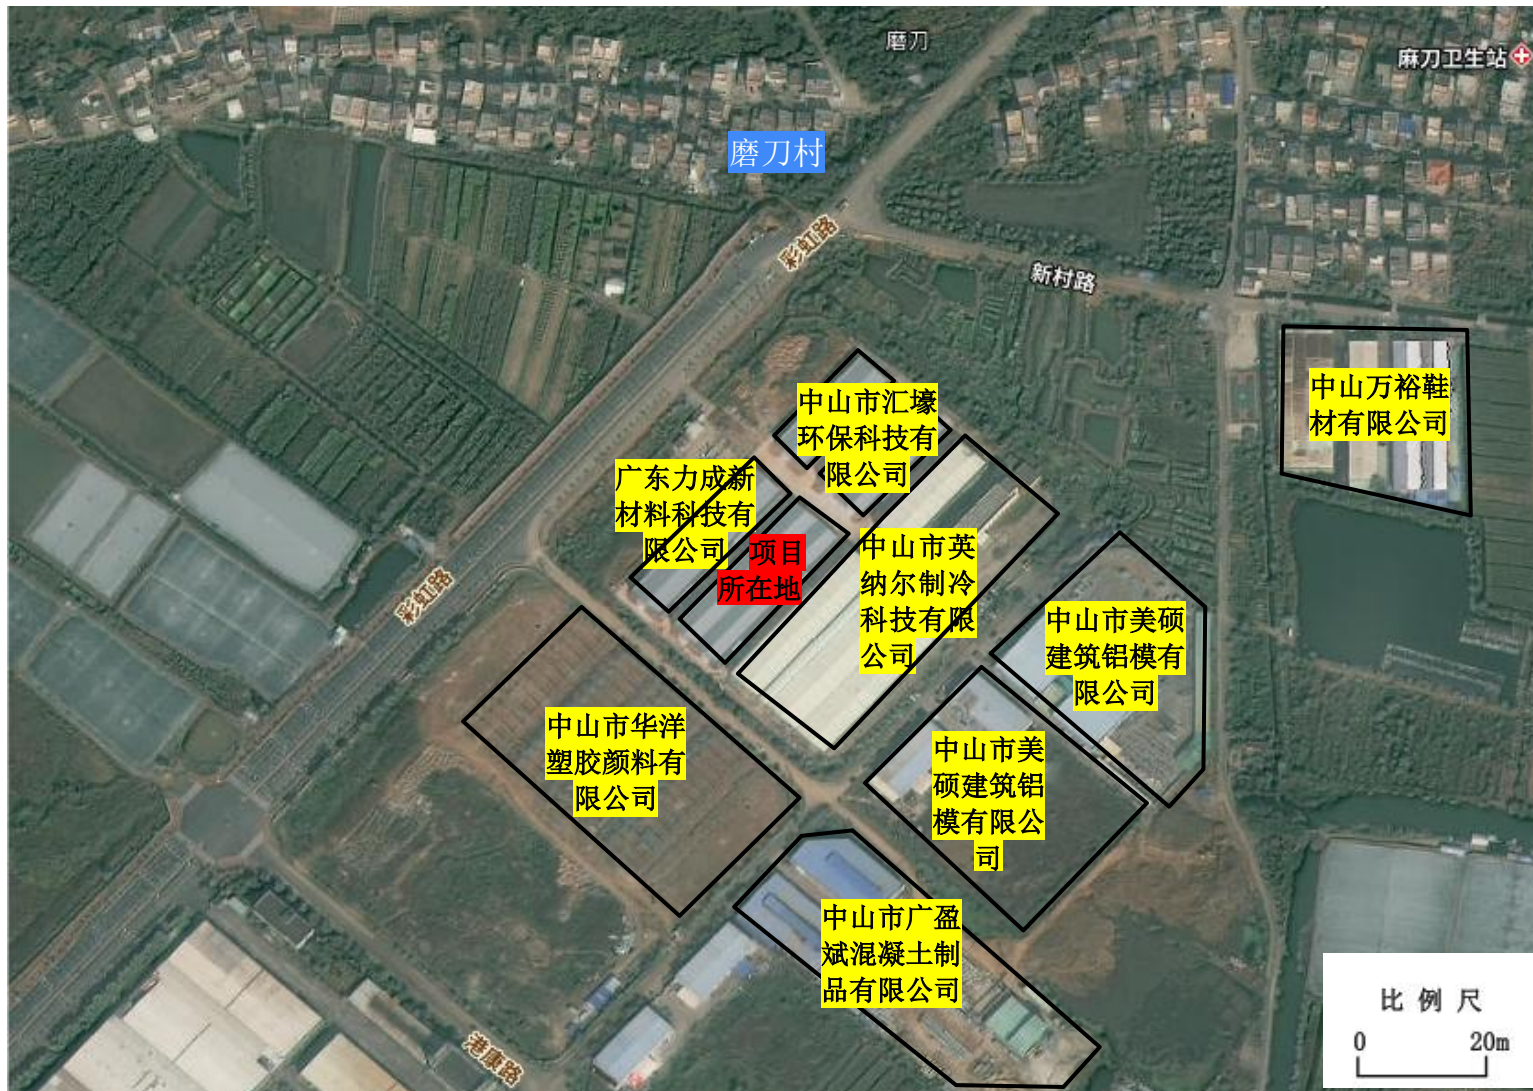 磨刀
麻刀卫生站
磨刀村
彩虹路
新村路
中山万裕鞋
材有限公司
中山市汇壕
环保科技有
限公司
广东力成新
材料科技有
限公司
项目
所在地
中山市英
纳尔制冷
科技有限
公司
彩虹路
中山市美硕
建筑铝模有
限公司
中山市华洋
塑胶颜料有
限公司
中山市美
硕建筑铝
模有限公
司
中山市广盈
斌混凝土制
品有限公司
港康路
比例尺
0 20m